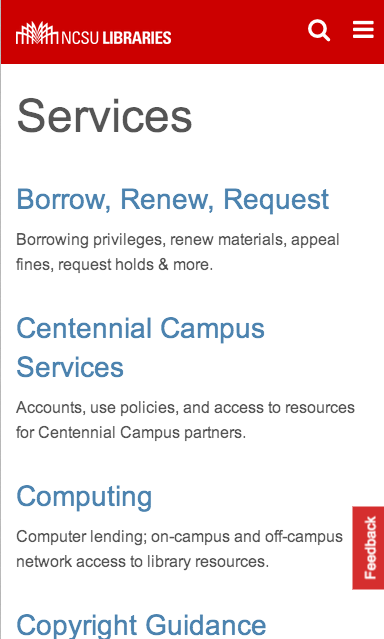 NCSU LIBRARIES
Services
Borrow, Renew, Request
Borrowing privileges, renew materials, appeal
fines, request holds & more.
Centennial Campus
Services
Accounts, use policies, and access to resources
for Centennial Campus partners.
Computing
Computer lending; on-campus and off-campus
network access to library resources.
Feedback
Copyright Guidance